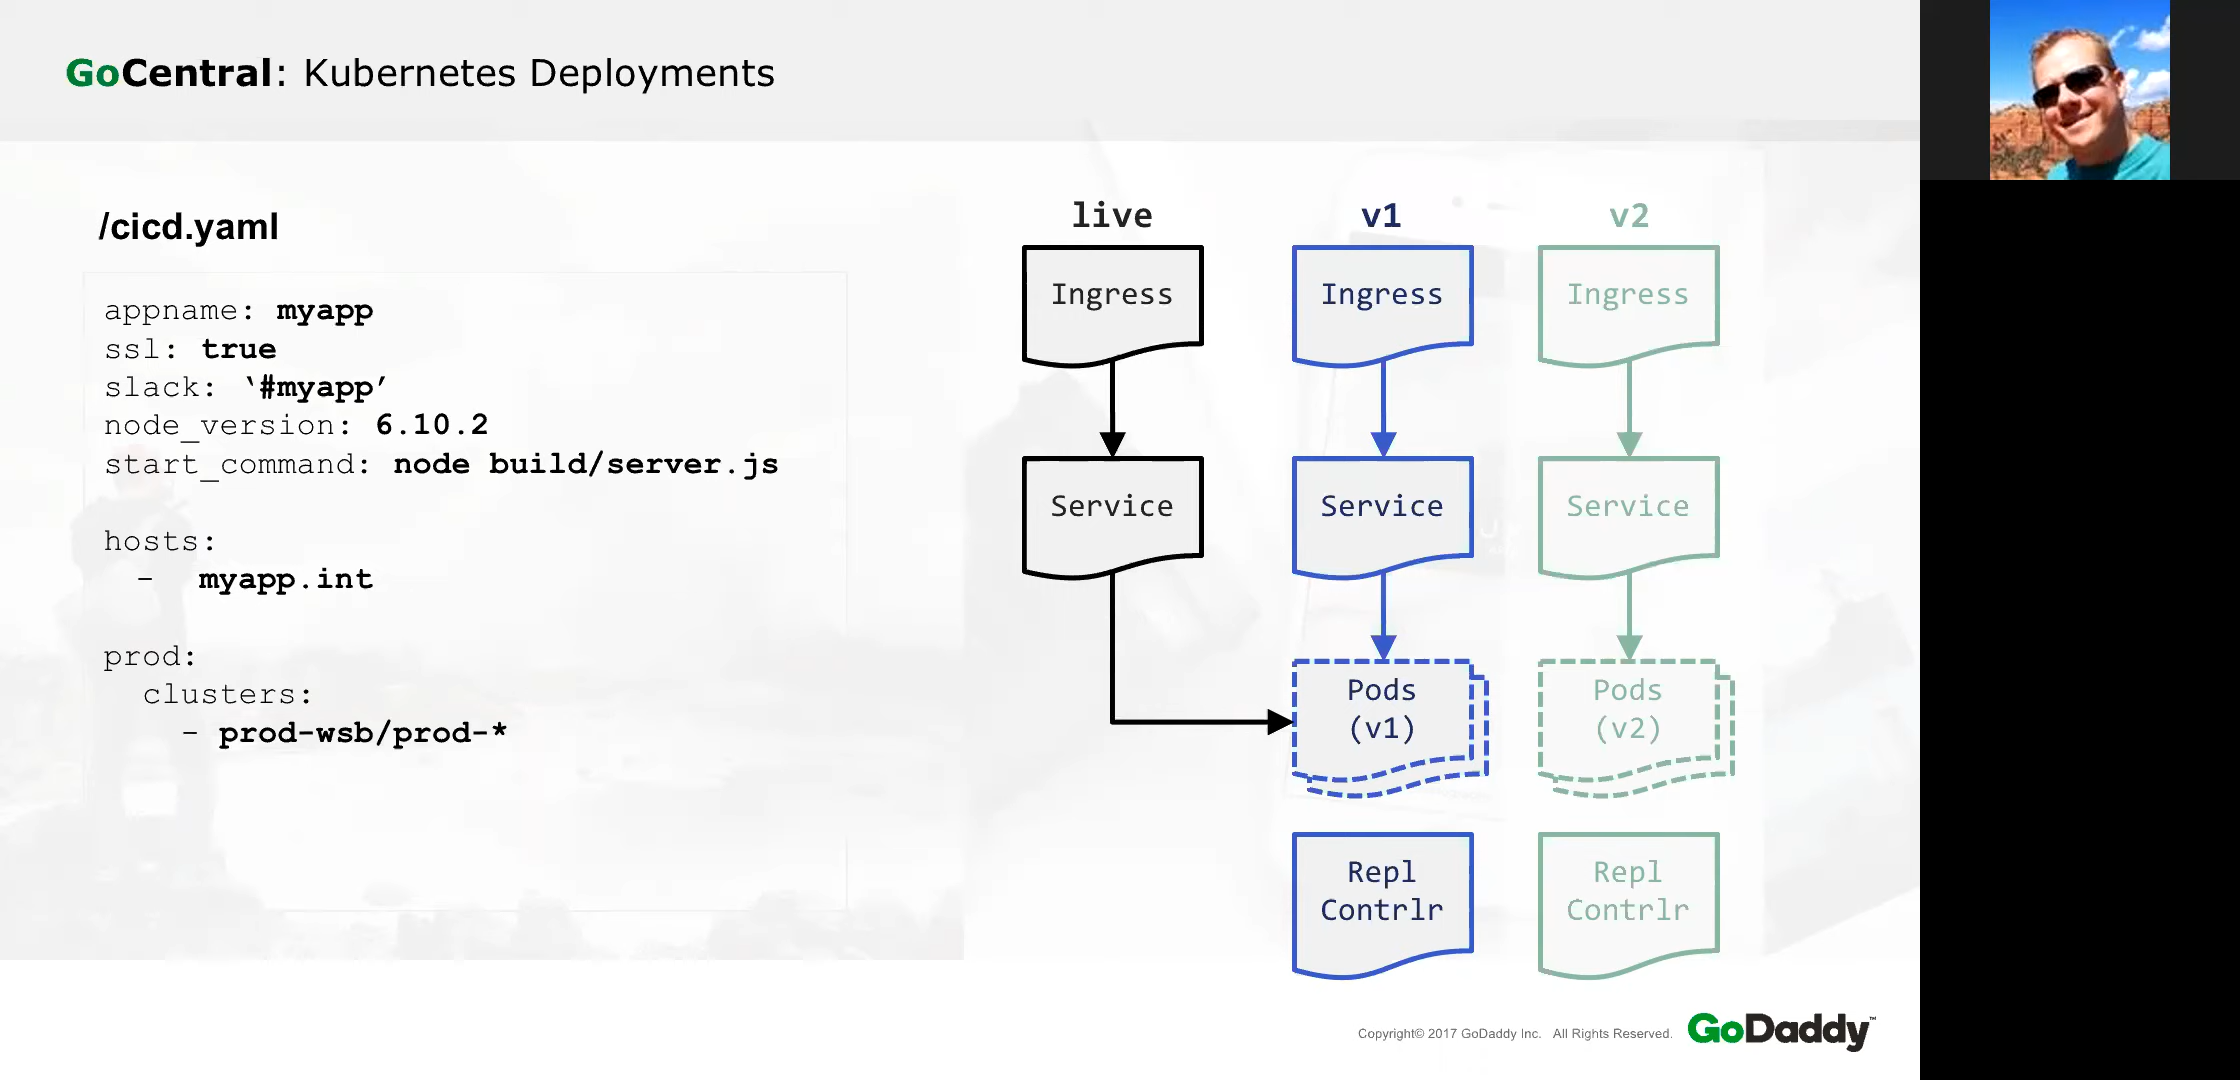 GoCentral: Kubernetes Deployments
/cicd.yaml
appname: myapp
ssl: true
slack: ‘#myapp’
node_version: 6.10.2
start_command: node build/server.js
hosts:
- myapp.int
prod:
clusters:
- prod-wsb/prod-*
live
Ingress
Service
v1
Ingress
Service
Pods
(v1)
Repl
Contrlr
v2
Ingress
Service
Pods
(v2)
Repl
Contrlr
Copyright© 2017 GoDaddy Inc. All Rights Reserved.
GoDaddy™